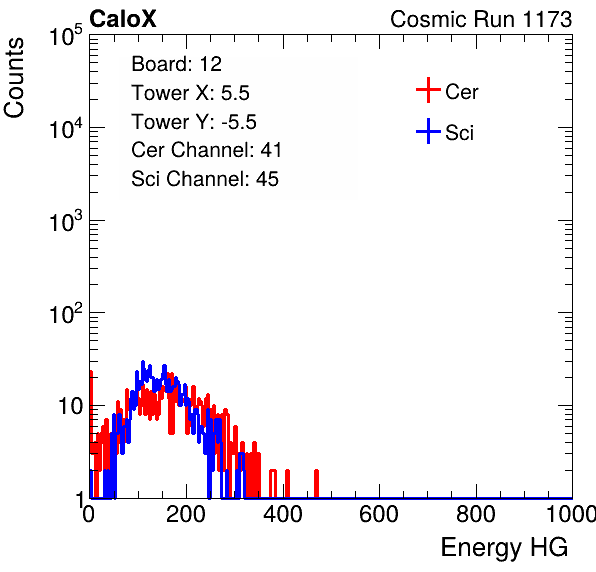 CaloX Cosmic Run 1173
Counts
10^5
10^4
10^3
10^2
10
1
Board: 12
Tower X: 5.5
Tower Y: -5.5
Cer Channel: 41
Sci Channel: 45
Cer
Sci
0 200 400 600 800 1000
Energy HG